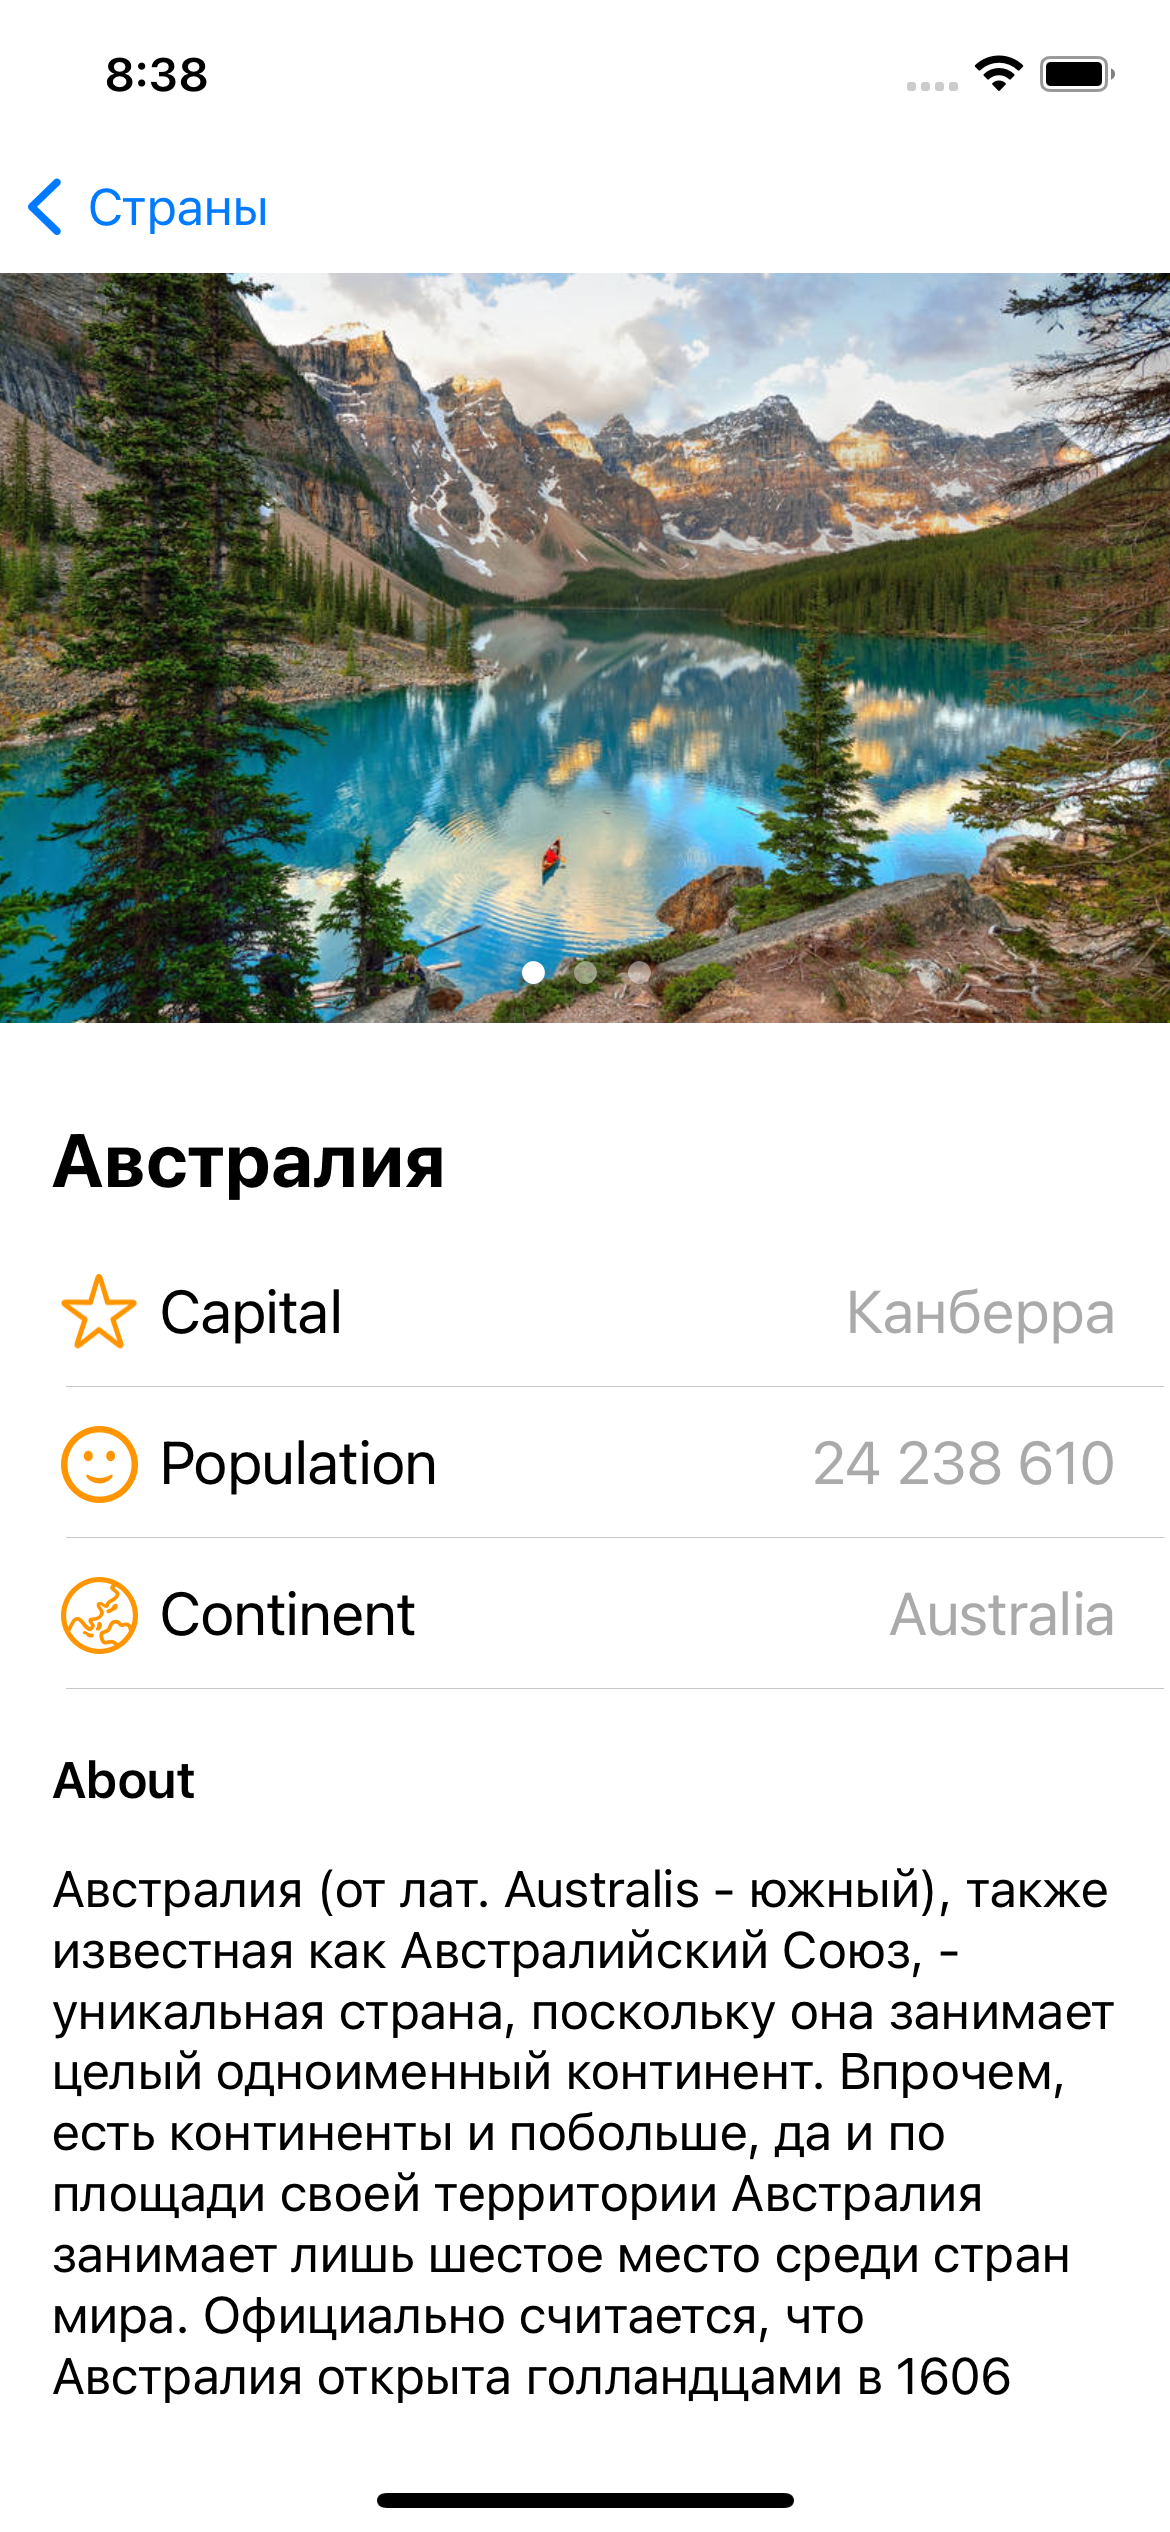 8:38
Страны
Австралия
Capital Канберра
Population 24 238 610
Continent Australia
About
Австралия (от лат. Australis - южный), также
известная как Австралийский Союз, -
уникальная страна, поскольку она занимает
целый одноименный континент. Впрочем,
есть континенты и побольше, да и по
площади своей территории Австралия
занимает лишь шестое место среди стран
мира. Официально считается, что
Австралия открыта голландцами в 1606